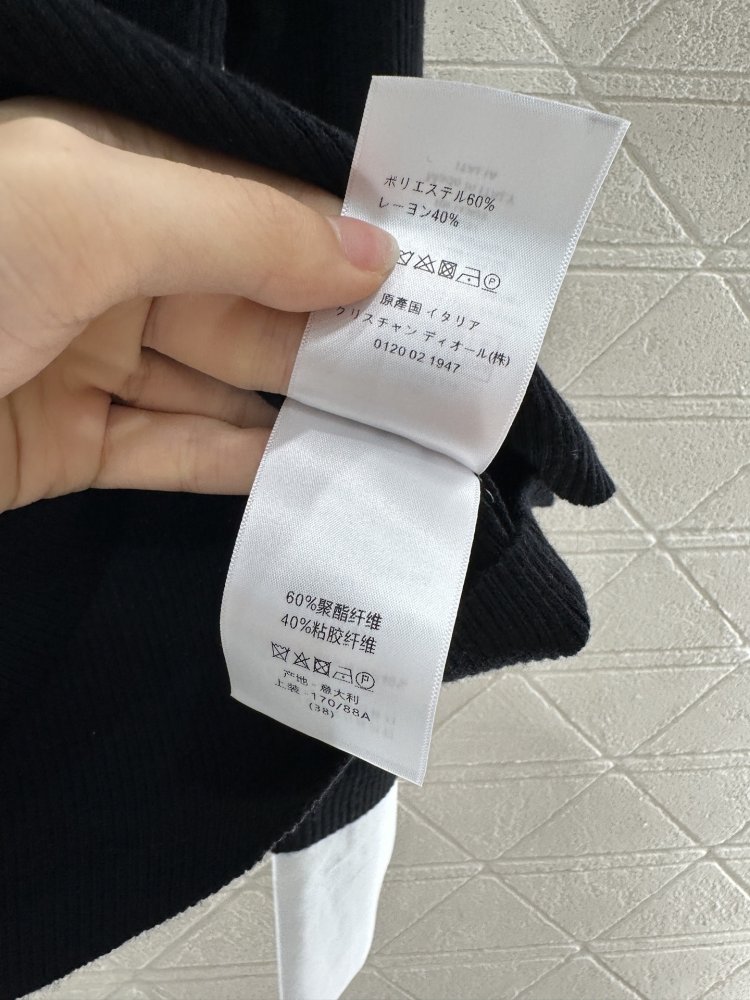 ポリエステル60%
レーヨン40%
P
原産国 イタリア
クリスチャン ディオール(株)
0120 02 1947
60%聚酯纤维
40%粘胶纤维
P
产地 - 意大利
上装 - 170/88A
(38)